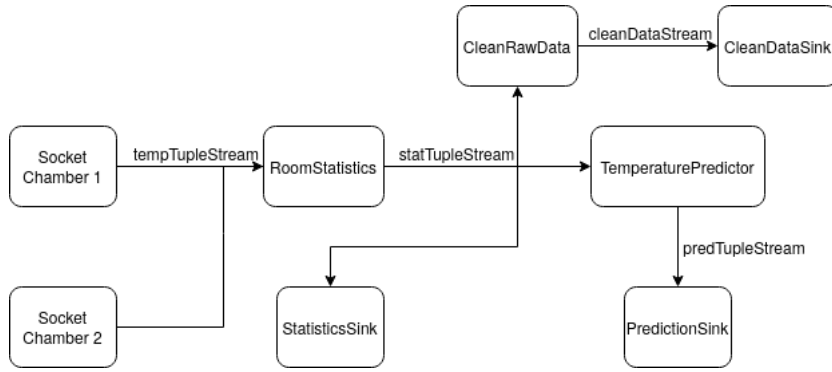 cleanDataStream
CleanRawData
CleanDataSink
tempTupleStream
statTupleStream
Socket
Chamber 1
RoomStatistics
TemperaturePredictor
predTupleStream
Socket
Chamber 2
StatisticsSink
PredictionSink